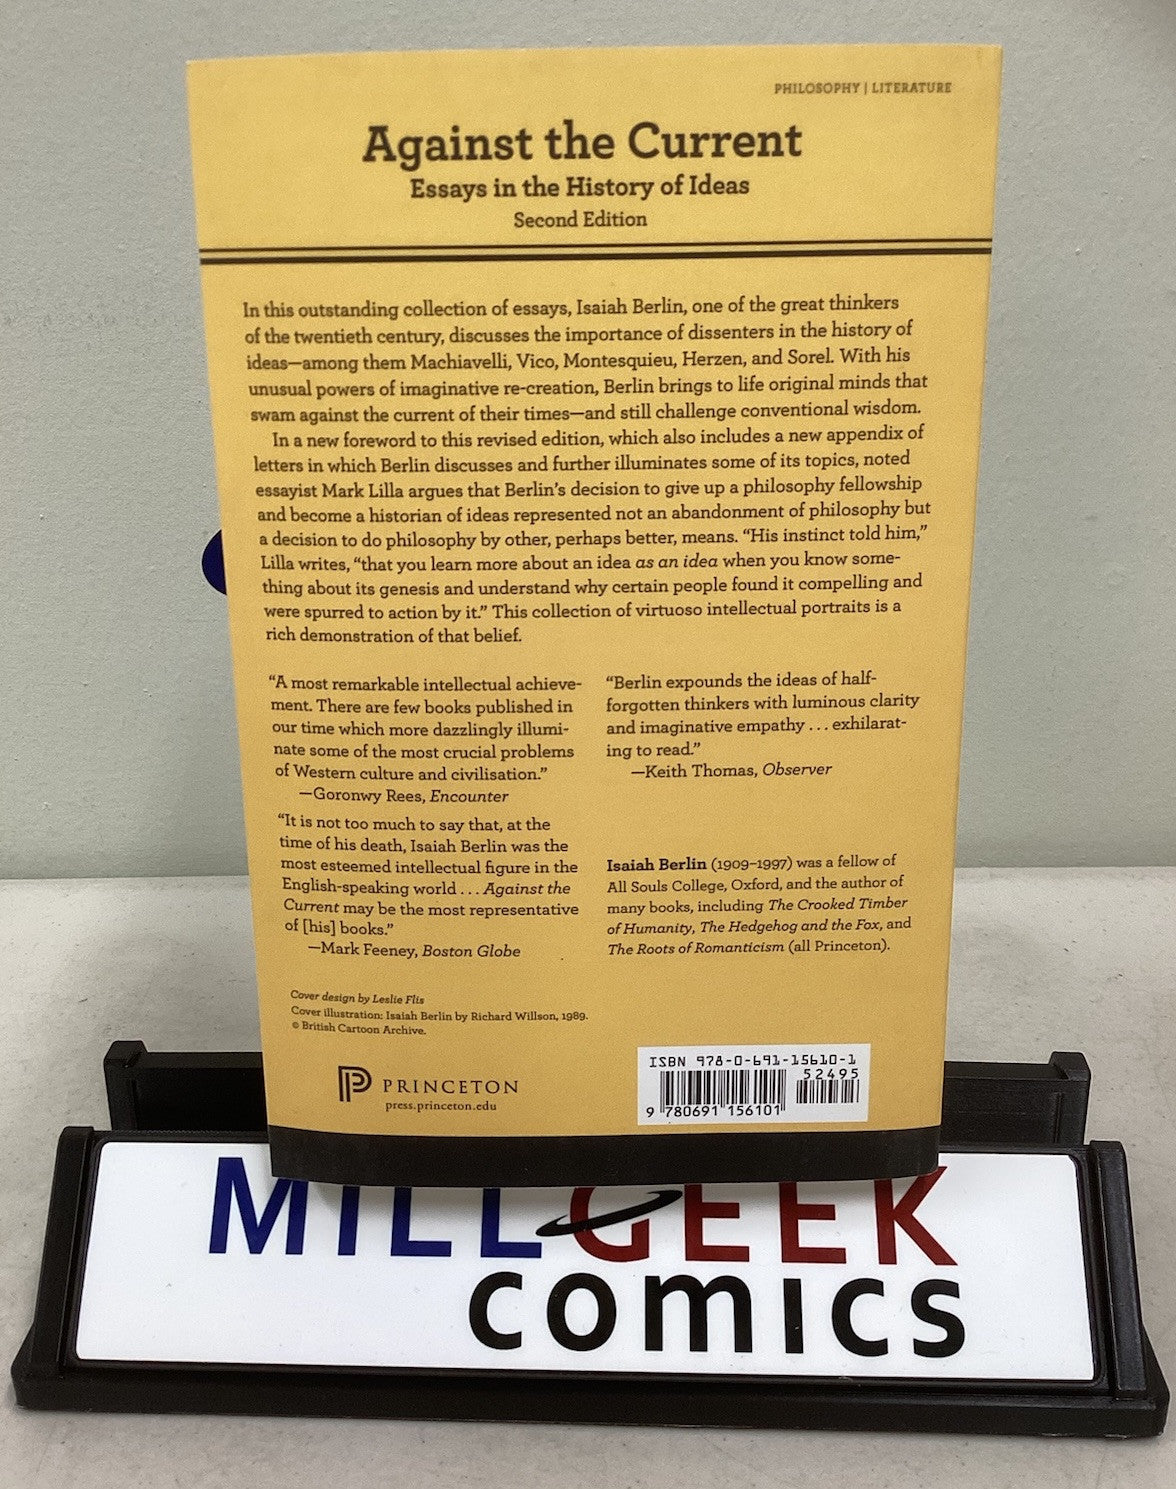 PHILOSOPHY | LITERATURE
Against the Current
Essays in the History of Ideas
Second Edition
In this outstanding collection of essays, Isaiah Berlin, one of the great thinkers
of the twentieth century, discusses the importance of dissenters in the history of
ideas—among them Machiavelli, Vico, Montesquieu, Herzen, and Sorel. With his
unusual powers of imaginative re-creation, Berlin brings to life original minds that
swam against the current of their times—and still challenge conventional wisdom.
In a new foreword to this revised edition, which also includes a new appendix of
letters in which Berlin discusses and further illuminates some of its topics, noted
essayist Mark Lilla argues that Berlin's decision to give up a philosophy fellowship
and become a historian of ideas represented not an abandonment of philosophy but
a decision to do philosophy by other, perhaps better, means. “His instinct told him,”
Lilla writes, “that you learn more about an idea as an idea when you know some-
thing about its genesis and understand why certain people found it compelling and
were spurred to action by it.” This collection of virtuoso intellectual portraits is a
rich demonstration of that belief.
“A most remarkable intellectual achieve-
ment. There are few books published in
our time which more dazzlingly illumi-
nate some of the most crucial problems
of Western culture and civilisation.”
—Goronwy Rees, Encounter
“It is not too much to say that, at the
time of his death, Isaiah Berlin was the
most esteemed intellectual figure in the
English-speaking world . . . Against the
Current may be the most representative
of [his] books.”
—Mark Feeney, Boston Globe
“Berlin expounds the ideas of half-
forgotten thinkers with luminous clarity
and imaginative empathy . . . exhilarat-
ing to read.”
—Keith Thomas, Observer
Isaiah Berlin (1909–1997) was a fellow of
All Souls College, Oxford, and the author of
many books, including The Crooked Timber
of Humanity, The Hedgehog and the Fox, and
The Roots of Romanticism (all Princeton).
Cover design by Leslie Flis
Cover illustration: Isaiah Berlin by Richard Willson, 1989.
© British Cartoon Archive.
PRINCETON
press.princeton.edu
ISBN 978-0-691-15610-1
52495
9 780691 156101
MILLGEEK
comics